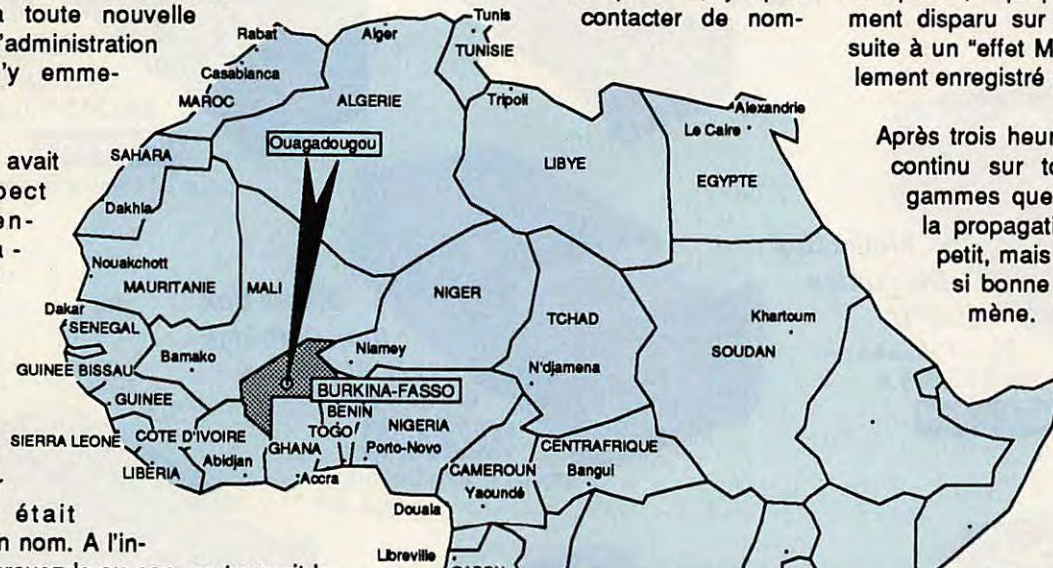 a toute nouvelle
'administration
'y emme-
avait
pect
en-
a -
était
n nom. A l'in-
contacter de nom-
ment disparu sur
suite à un "effet M
lement enregistré
Après trois heur
continu sur to
gammes que
la propagati
petit, mais
si bonne
mène.
Rabat
Alger
Tunis
TUNISIE
Casablanca
MAROC
ALGERIE
Tripoli
Alexandrie
Le Caire
Ouagadougou
SAHARA
LIBYE
EGYPTE
Dakhla
Nouakchott
MAURITANIE
MALI
NIGER
TCHAD
Khartoum
SOUDAN
Dakar
SENEGAL
Bamako
Niamey
N'djamena
GUINEE BISSAU
BURKINA-FASSO
GUINEE
BENIN
TOGO
NIGERIA
SIERRA LEONE
COTE D'IVOIRE
GHANA
Porto-Novo
CENTRAFRIQUE
LIBERIA
Abidjan
Accra
CAMEROUN
Bangui
Yaoundé
Douala
Libreville